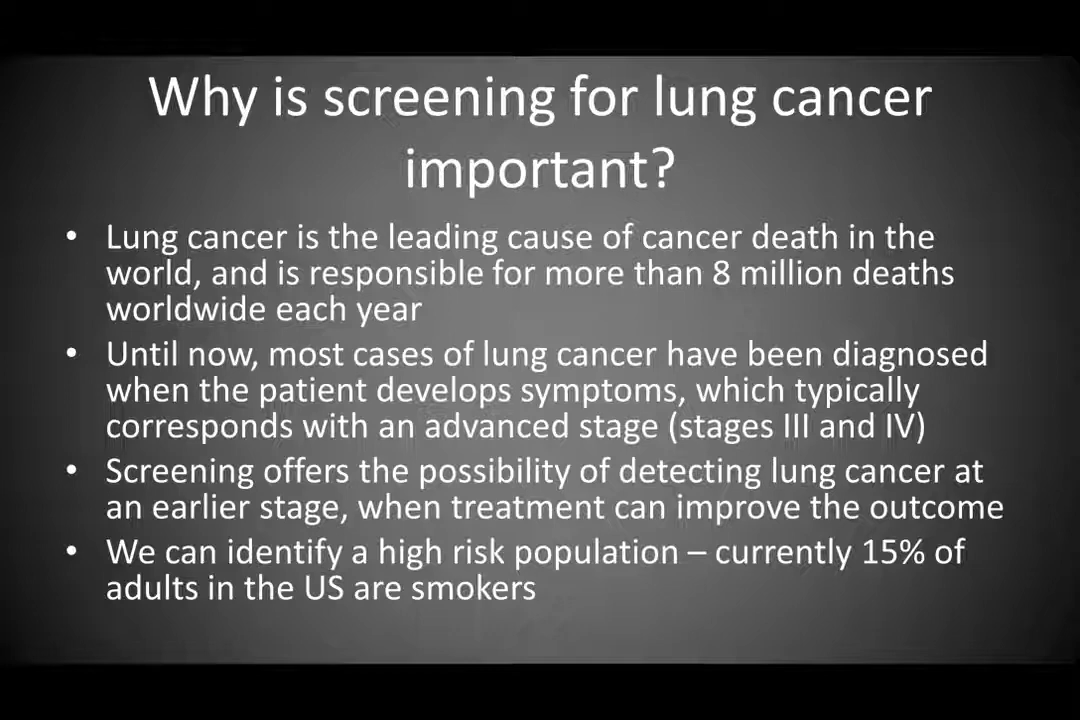 Why is screening for lung cancer
important?
• Lung cancer is the leading cause of cancer death in the
world, and is responsible for more than 8 million deaths
worldwide each year
• Until now, most cases of lung cancer have been diagnosed
when the patient develops symptoms, which typically
corresponds with an advanced stage (stages III and IV)
• Screening offers the possibility of detecting lung cancer at
an earlier stage, when treatment can improve the outcome
• We can identify a high risk population – currently 15% of
adults in the US are smokers